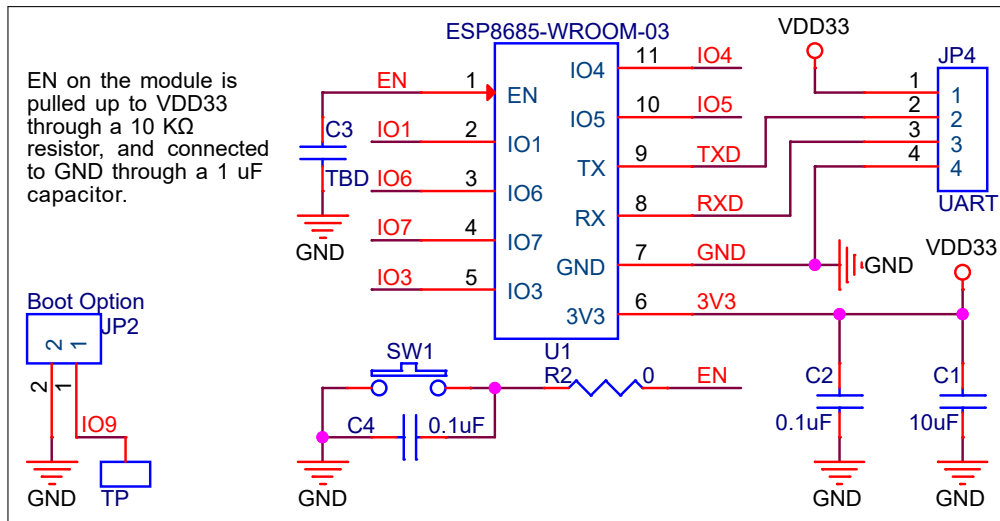 ESP8685-WROOM-03
VDD33
JP4
EN on the module is
pulled up to VDD33
through a 10 KΩ
resistor, and connected
to GND through a 1 uF
capacitor.
EN 1 EN
C3
TBD
GND
IO1 2 IO1
IO6 3 IO6
IO7 4 IO7
IO3 5 IO3
IO4 11 IO4
IO5 10 IO5
TX 9 TXD
RX 8 RXD
GND 7 GND
3V3 6 3V3
U1
1 1
2 2
3 3
4 4
UART
GND
VDD33
Boot Option
JP2
2 1
2 1
IO9
GND
TP
SW1
R2 0 EN
C4 0.1uF
GND
C2
0.1uF
GND
C1
10uF
GND